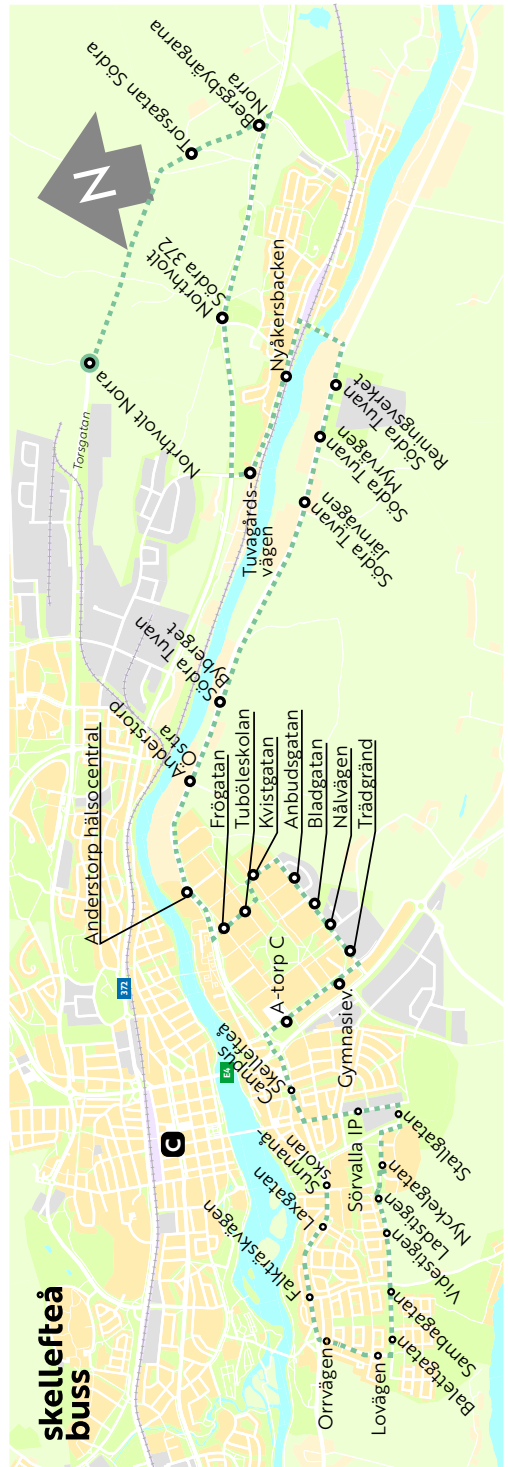 skellefteå
buss
Bergsbyängarna
Norra
Torsgatan Södra
N
Northvolt
Södra 372
Nyåkersbacken
Northvolt Norra
Torsgatan
Tuvagårds-
vägen
Södra Tuvan
Reningsverket
Södra Tuvan
Myrvägen
Södra Tuvan
Järnvägen
Södra Tuvan
Byberget
Anderstorp
Östra
Anderstorp hälsocentral
Frögatan
Tuböleskolan
Kvistgatan
Anbudsgatan
Bladgatan
Nålvägen
Trädgränd
372
A-torp C
Gymnasiev.
E4
Campus
Skellefteå
C
Sunnanå-
skolan
Sörvalla IP
Stallgatan
Laxgatan
Nyckelgatan
Ladstigen
Videstigen
Falkträskvägen
Sambagatan
Balettgatan
Orrvägen
Lovägen